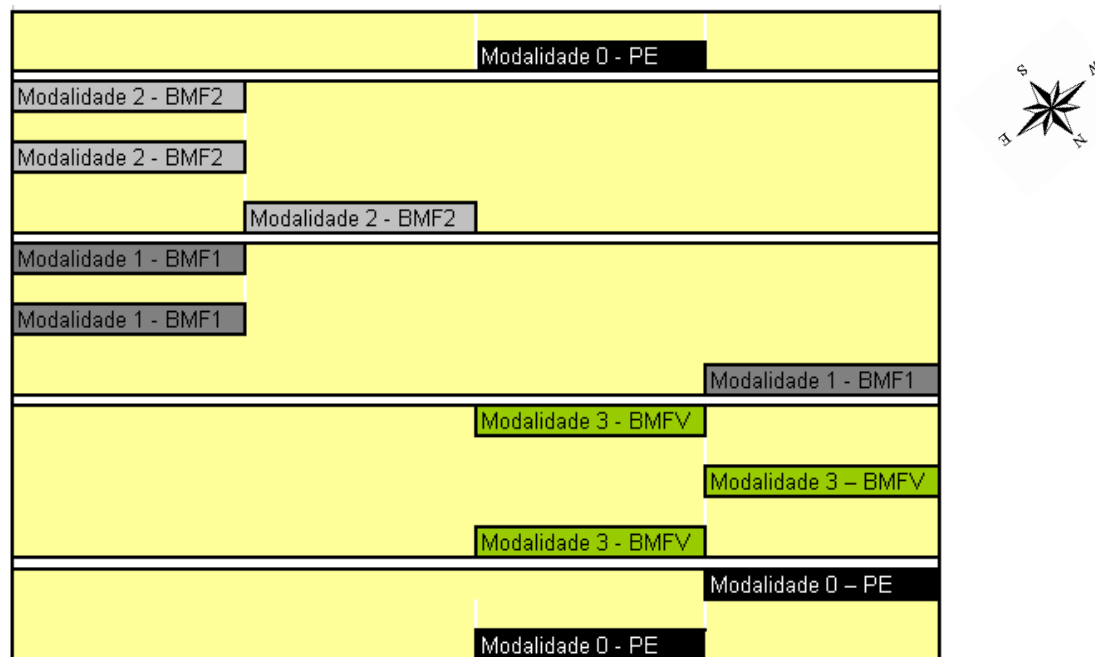 Modalidade 0 - PE
Modalidade 2 - BMF2
Modalidade 2 - BMF2
Modalidade 2 - BMF2
Modalidade 1 - BMF1
Modalidade 1 - BMF1
Modalidade 1 - BMF1
Modalidade 3 - BMFV
Modalidade 3 – BMFV
Modalidade 3 - BMFV
Modalidade 0 – PE
Modalidade 0 - PE
S
E
N